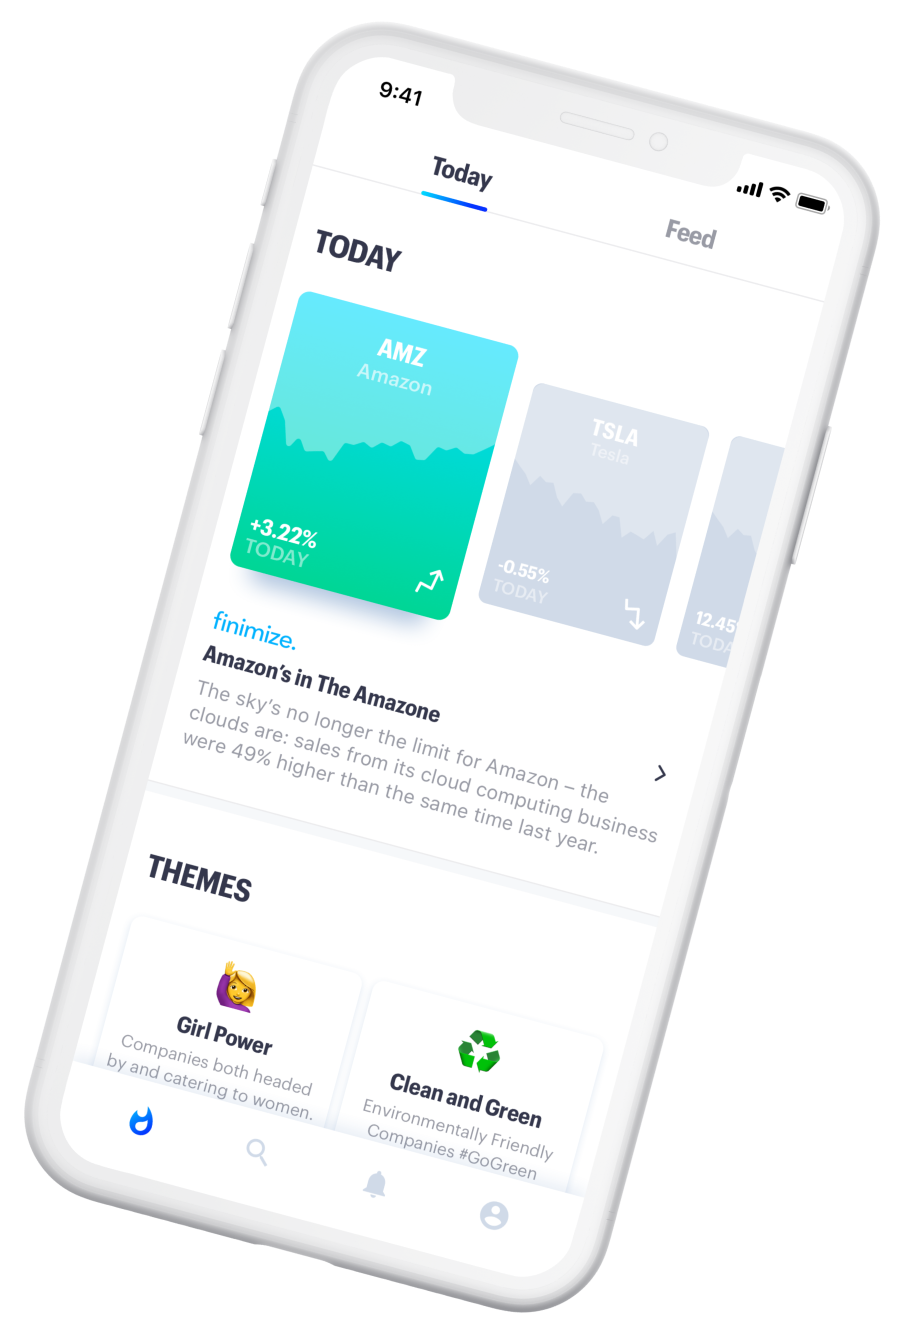 9:41
Today
Feed
TODAY
AMZ
Amazon
+3.22%
TODAY
TSLA
Tesla
-0.55%
TODAY
12.45
TODA
finimize.
Amazon’s in The Amazone
The sky’s no longer the limit for Amazon – the
clouds are: sales from its cloud computing business
were 49% higher than the same time last year.
THEMES
Girl Power
Companies both headed
by and catering to women.
Clean and Green
Environmentally Friendly
Companies #GoGreen